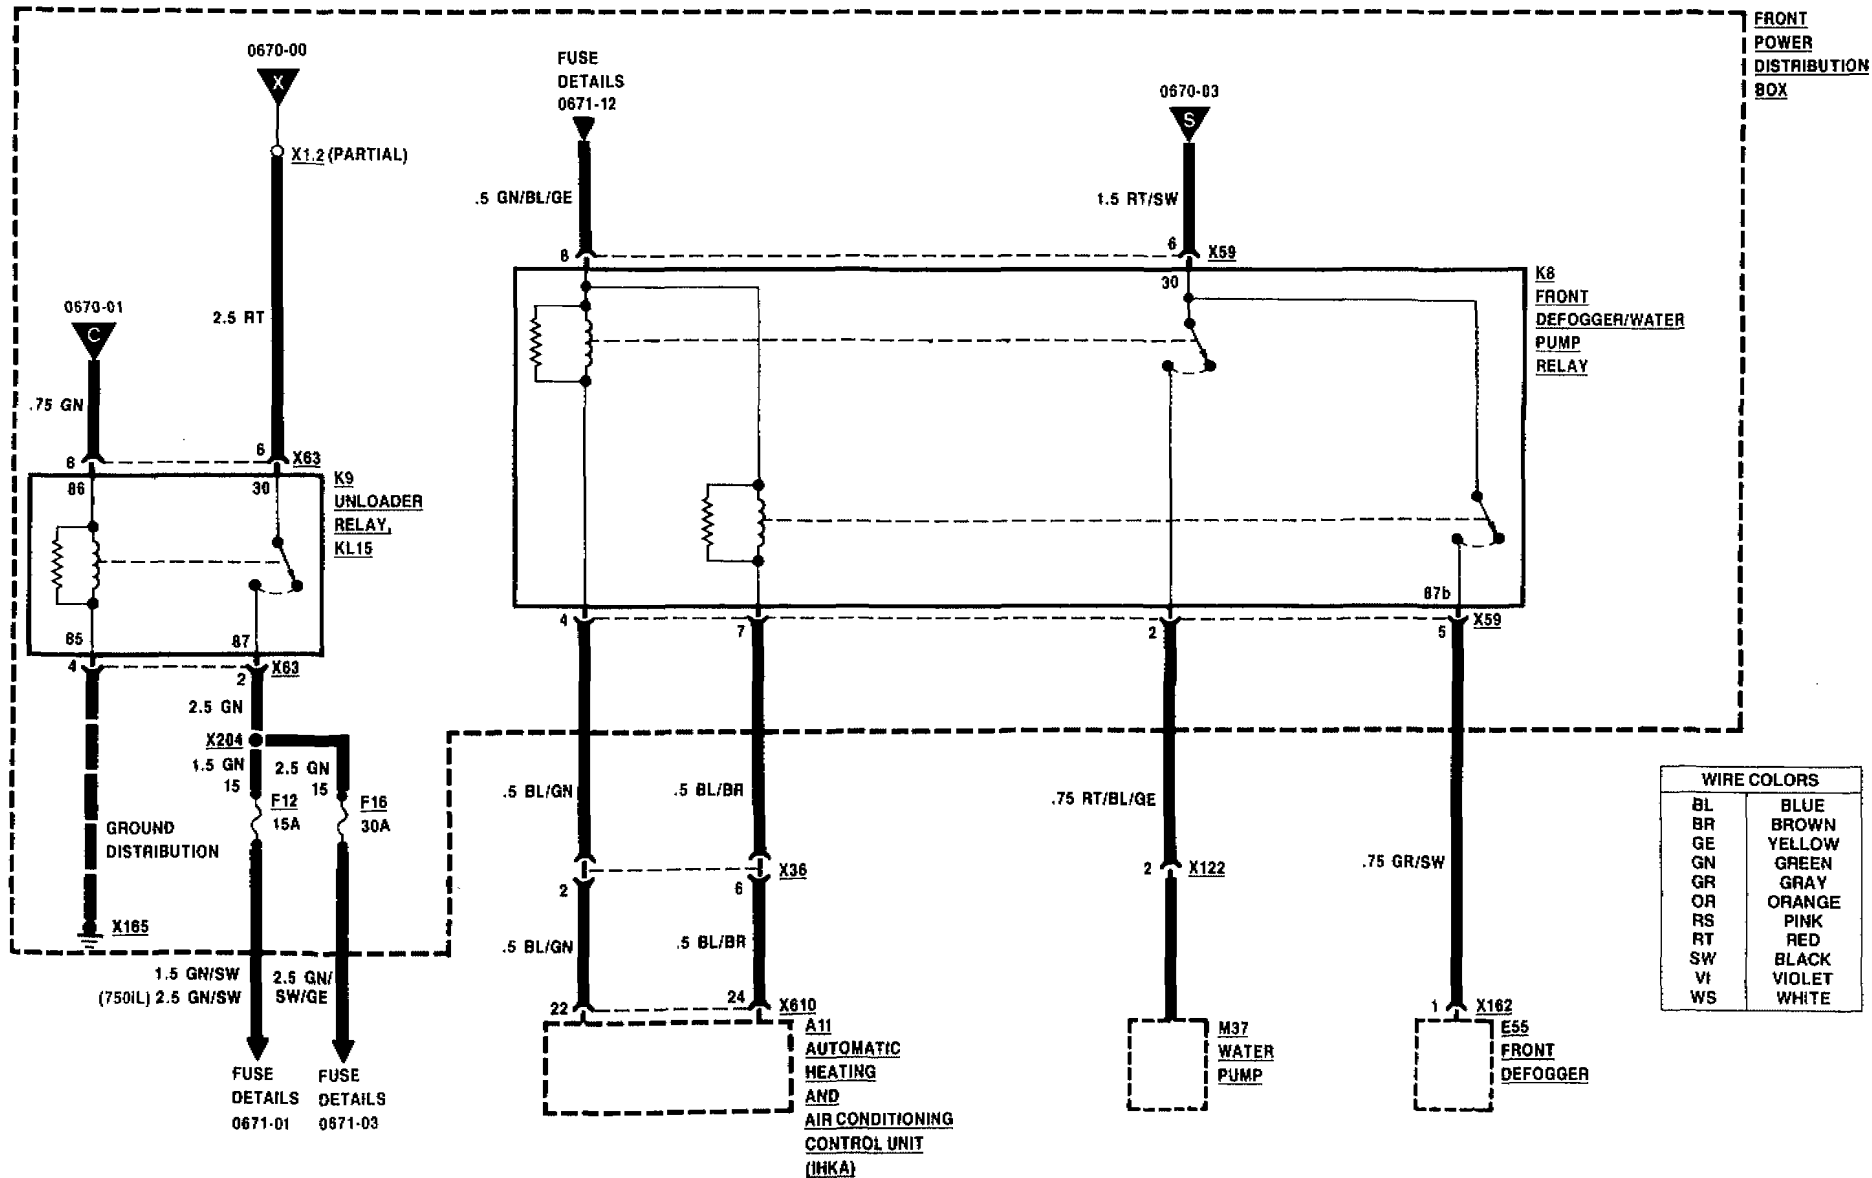 FRONT
POWER
DISTRIBUTION
BOX
0670-00
X
X1.2 (PARTIAL)
2.5 RT
0670-01
C
.75 GN
8
6
X63
86
30
K9
UNLOADER
RELAY,
KL15
85
87
4
2
X63
2.5 GN
X204
1.5 GN
15
2.5 GN
15
F12
15A
F16
30A
GROUND
DISTRIBUTION
X165
1.5 GN/SW
(750iL) 2.5 GN/SW
2.5 GN/
SW/GE
FUSE
DETAILS
0671-01
FUSE
DETAILS
0671-03
FUSE
DETAILS
0671-12
.5 GN/BL/GE
8
0670-03
S
1.5 RT/SW
6
X59
30
K8
FRONT
DEFOGGER/WATER
PUMP
RELAY
87b
4
7
2
5
X59
.5 BL/GN
.5 BL/BR
.75 RT/BL/GE
.75 GR/SW
2
6
X36
2
X122
.5 BL/GN
.5 BL/BR
22
24
X610
1
X162
A11
AUTOMATIC
HEATING
AND
AIR CONDITIONING
CONTROL UNIT
(IHKA)
M37
WATER
PUMP
E55
FRONT
DEFOGGER
WIRE COLORS
BL BLUE
BR BROWN
GE YELLOW
GN GREEN
GR GRAY
OR ORANGE
RS PINK
RT RED
SW BLACK
VI VIOLET
WS WHITE